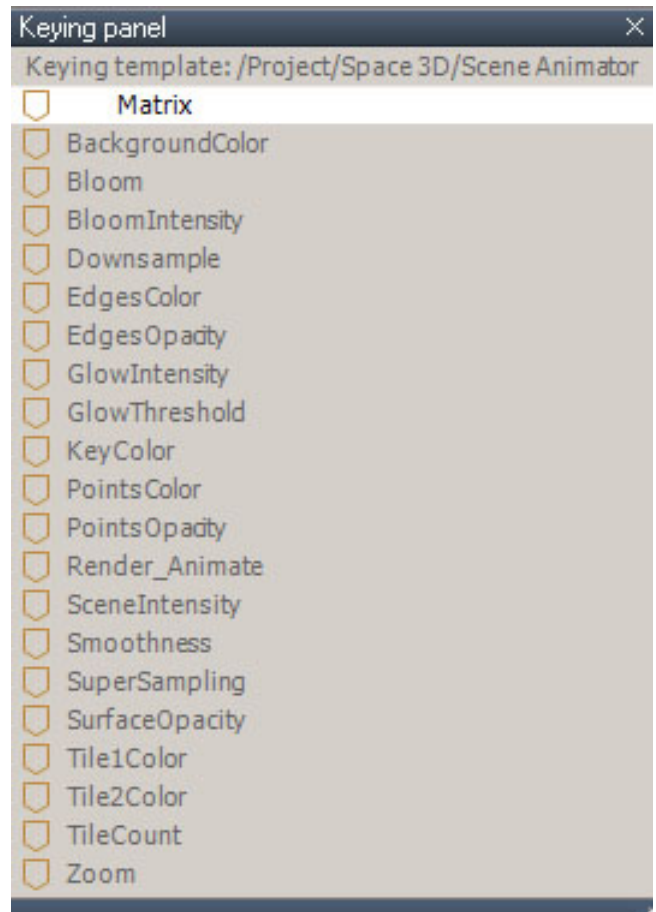 Keying panel
Keying template: /Project/Space 3D/Scene Animator
Matrix
BackgroundColor
Bloom
BloomIntensity
Downsample
EdgesColor
EdgesOpacity
GlowIntensity
GlowThreshold
KeyColor
PointsColor
PointsOpacity
Render_Animate
SceneIntensity
Smoothness
SuperSampling
SurfaceOpacity
Tile1Color
Tile2Color
TileCount
Zoom